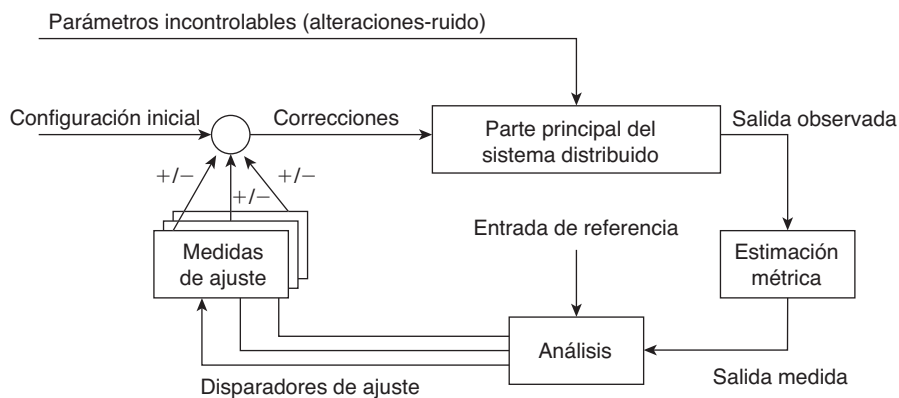 Parámetros incontrolables (alteraciones-ruido)
Configuración inicial
Correcciones
Parte principal del
sistema distribuido
Salida observada
+/−
+/−
+/−
Entrada de referencia
Medidas
de ajuste
Estimación
métrica
Análisis
Disparadores de ajuste
Salida medida